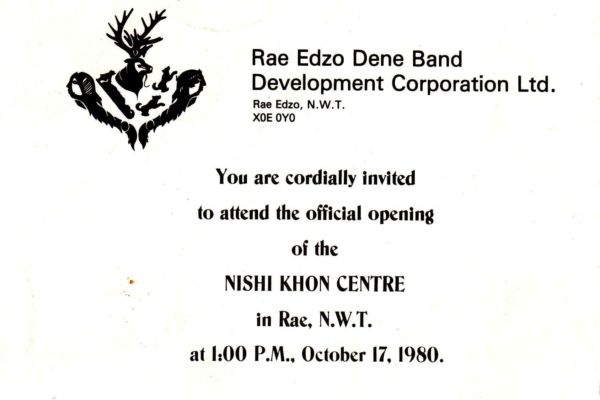 Rae Edzo Dene Band
Development Corporation Ltd.
Rae Edzo, N.W.T.
X0E 0Y0
You are cordially invited
to attend the official opening
of the
NISHI KHON CENTRE
in Rae, N.W.T.
at 1:00 P.M., October 17, 1980.